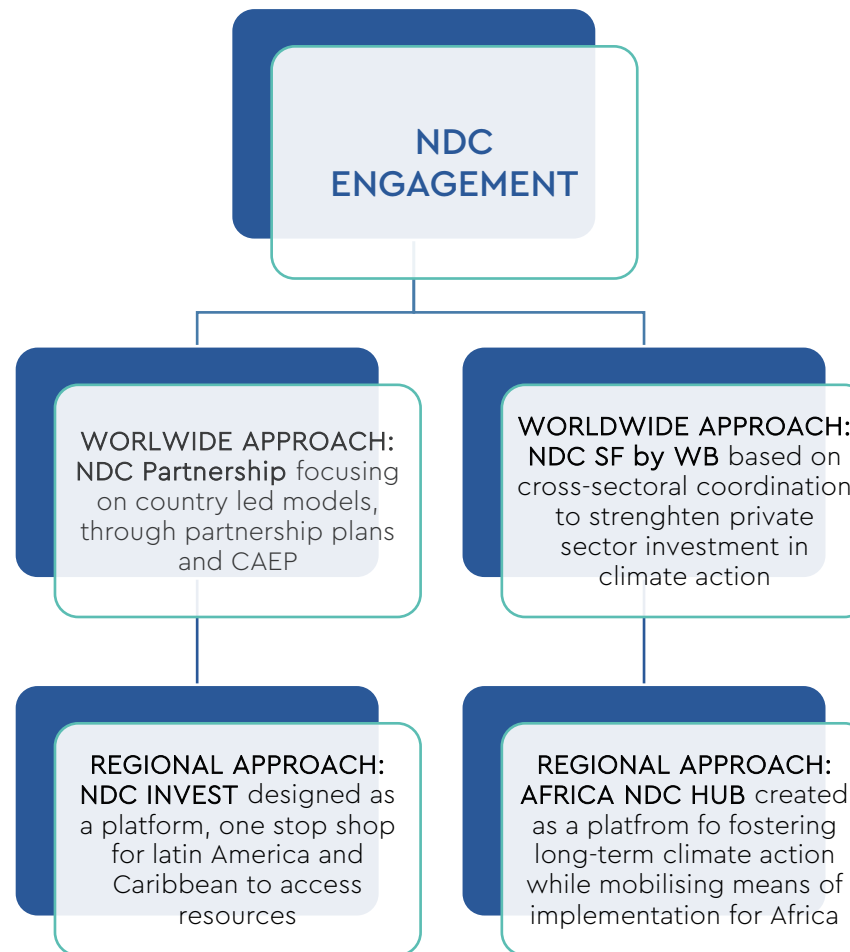 NDC
ENGAGEMENT
WORLWIDE APPROACH:
NDC Partnership focusing
on country led models,
through partnership plans
and CAEP
WORLDWIDE APPROACH:
NDC SF by WB based on
cross-sectoral coordination
to strenghten private
sector investment in
climate action
REGIONAL APPROACH:
NDC INVEST designed as
a platform, one stop shop
for latin America and
Caribbean to access
resources
REGIONAL APPROACH:
AFRICA NDC HUB created
as a platfrom fo fostering
long-term climate action
while mobilising means of
implementation for Africa